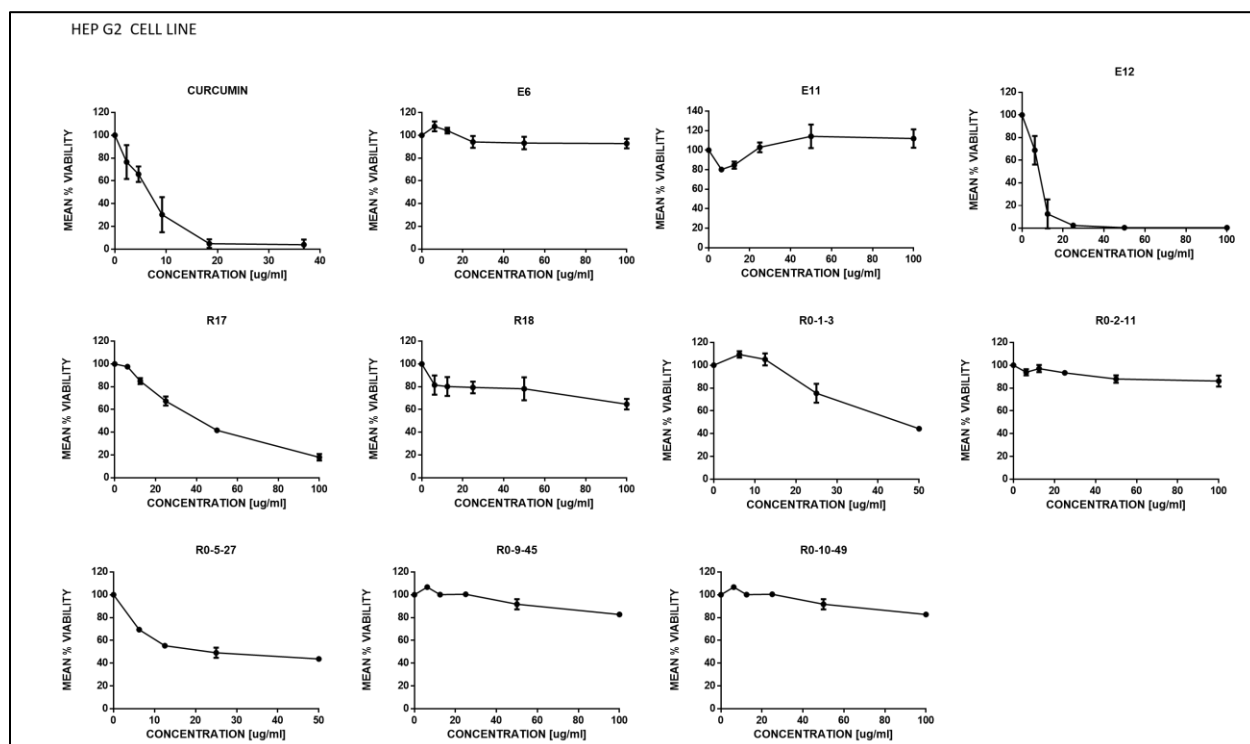 HEP G2 CELL LINE
CURCUMIN
MEAN % VIABILITY
120
100
80
60
40
20
0
0 10 20 30 40
CONCENTRATION [ug/ml]
E6
MEAN % VIABILITY
120
100
80
60
40
20
0
0 20 40 60 80 100
CONCENTRATION [ug/ml]
E11
MEAN % VIABILITY
140
120
100
80
60
40
20
0
0 20 40 60 80 100
CONCENTRATION [ug/ml]
E12
MEAN % VIABILITY
120
100
80
60
40
20
0
0 20 40 60 80 100
CONCENTRATION [ug/ml]
R17
MEAN % VIABILITY
120
100
80
60
40
20
0
0 20 40 60 80 100
CONCENTRATION [ug/ml]
R18
MEAN % VIABILITY
120
100
80
60
40
20
0
0 20 40 60 80 100
CONCENTRATION [ug/ml]
R0-1-3
MEAN % VIABILITY
120
100
80
60
40
20
0
0 10 20 30 40 50
CONCENTRATION [ug/ml]
R0-2-11
MEAN % VIABILITY
120
100
80
60
40
20
0
0 20 40 60 80 100
CONCENTRATION [ug/ml]
R0-5-27
MEAN % VIABILITY
120
100
80
60
40
20
0
0 10 20 30 40 50
CONCENTRATION [ug/ml]
R0-9-45
MEAN % VIABILITY
120
100
80
60
40
20
0
0 20 40 60 80 100
CONCENTRATION [ug/ml]
R0-10-49
MEAN % VIABILITY
120
100
80
60
40
20
0
0 20 40 60 80 100
CONCENTRATION [ug/ml]